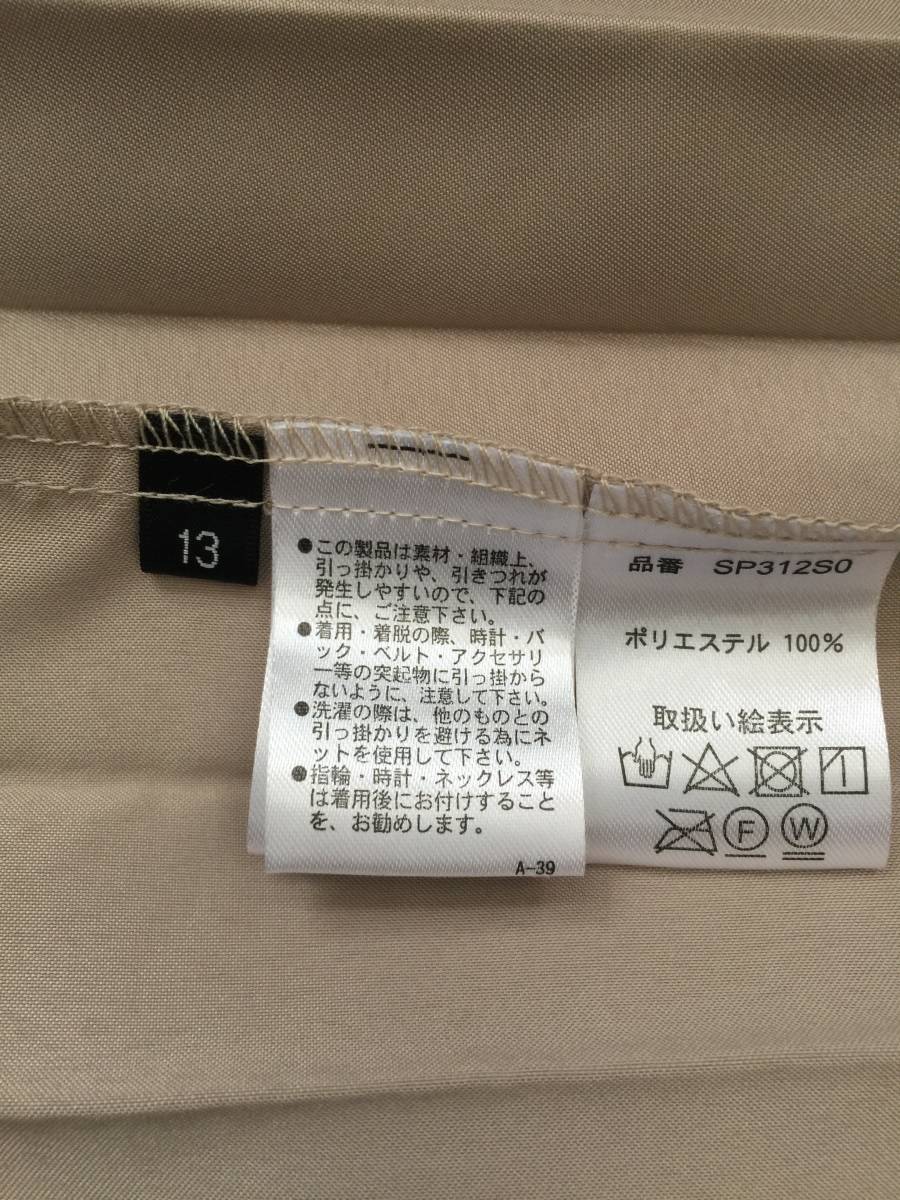 13
●この製品は素材・組織上、
引っ掛かりや、引きつれが
発生しやすいので、下記の
点に、ご注意下さい。
●着用・着脱の際、時計・バ
ック・ベルト・アクセサリ
ー等の突起物に引っ掛から
ないように、注意して下さい。
●洗濯の際は、他のものとの
引っ掛かりを避ける為にネ
ットを使用して下さい。
●指輪・時計・ネックレス等
は着用後にお付けすること
を、お勧めします。
A-39
品番 SP312S0
ポリエステル 100%
取扱い絵表示
F
W